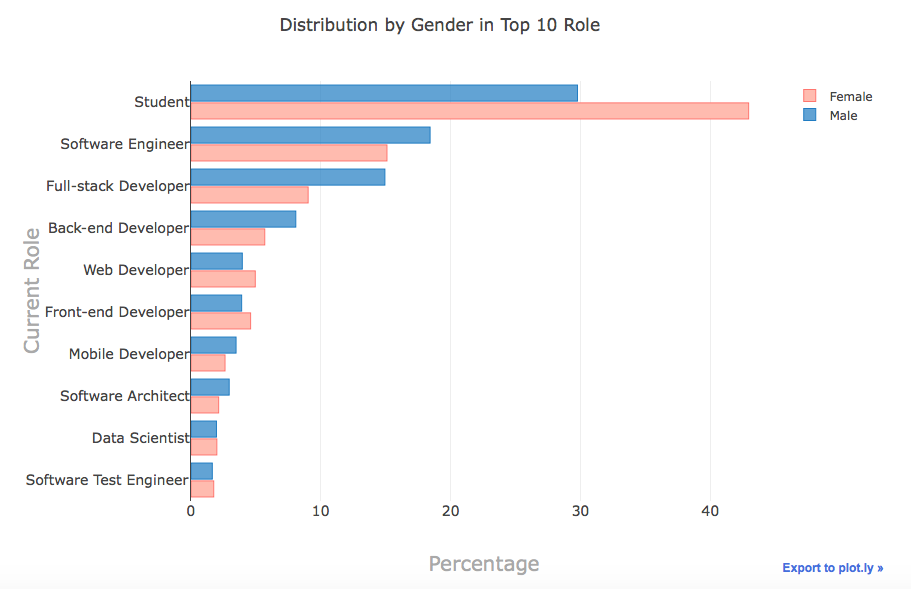 Distribution by Gender in Top 10 Role
Female
Male
Current Role
Student
Software Engineer
Full-stack Developer
Back-end Developer
Web Developer
Front-end Developer
Mobile Developer
Software Architect
Data Scientist
Software Test Engineer
0 10 20 30 40
Percentage
Export to plot.ly »